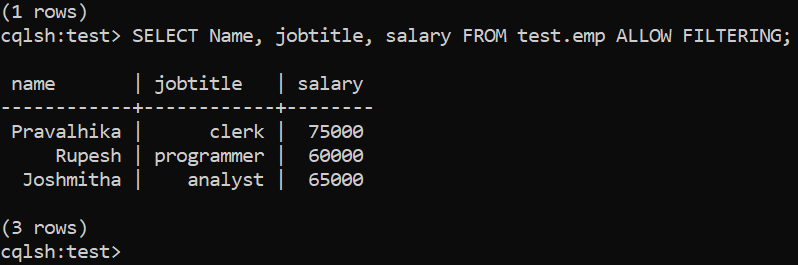 (1 rows)
cqlsh:test> SELECT Name, jobtitle, salary FROM test.emp ALLOW FILTERING;
 name       | jobtitle   | salary
------------+------------+--------
 Pravalhika |      clerk |  75000
     Rupesh | programmer |  60000
  Joshmitha |    analyst |  65000
(3 rows)
cqlsh:test>